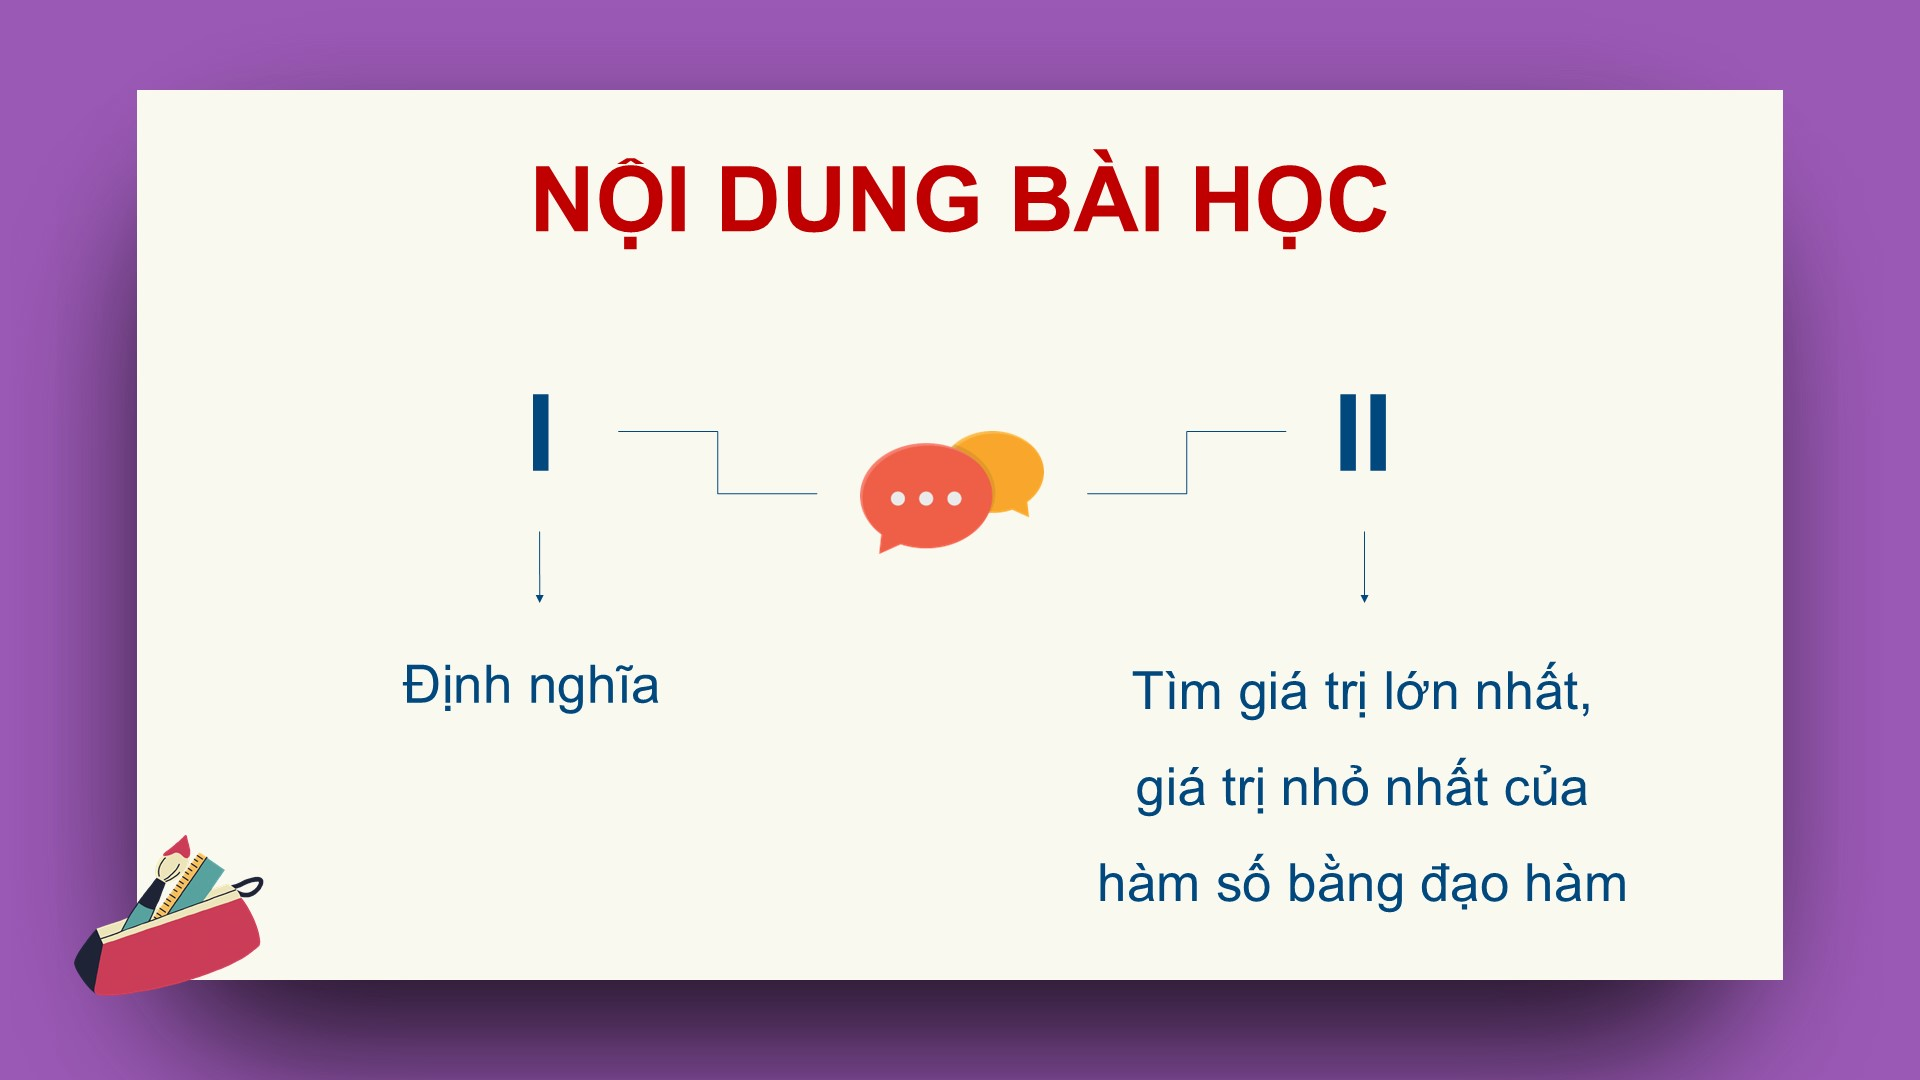 NỘI DUNG BÀI HỌC
I
II
Định nghĩa
Tìm giá trị lớn nhất,
giá trị nhỏ nhất của
hàm số bằng đạo hàm